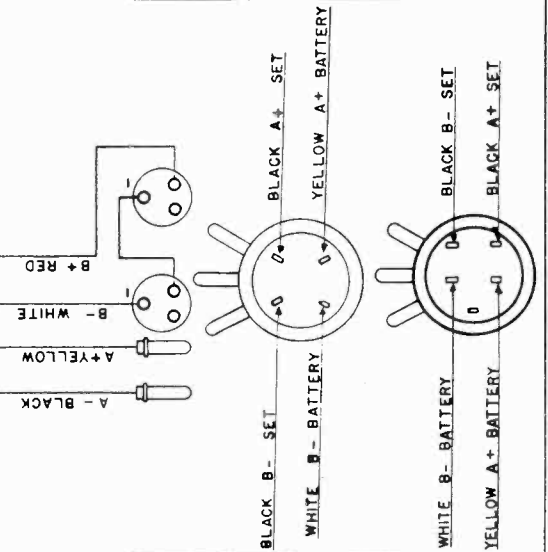 B+ RED
B- WHITE
A+YELLOW
A- BLACK
-
-
BLACK A+ SET
YELLOW A+ BATTERY
BLACK B- SET
WHITE B- BATTERY
BLACK B- SET
BLACK A+ SET
WHITE B- BATTERY
YELLOW A+ BATTERY